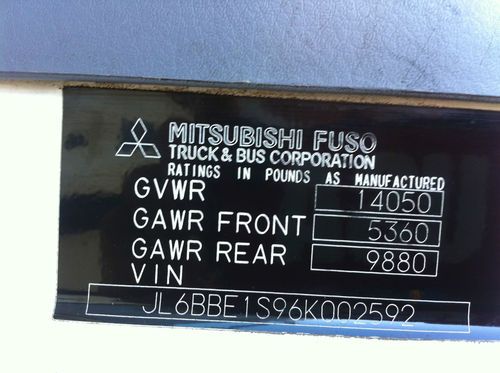 MITSUBISHI FUSO
TRUCK & BUS CORPORATION
RATINGS IN POUNDS AS MANUFACTURED
GVWR 14050
GAWR FRONT 5360
GAWR REAR 9880
VIN
JL6BBE1S96K002592